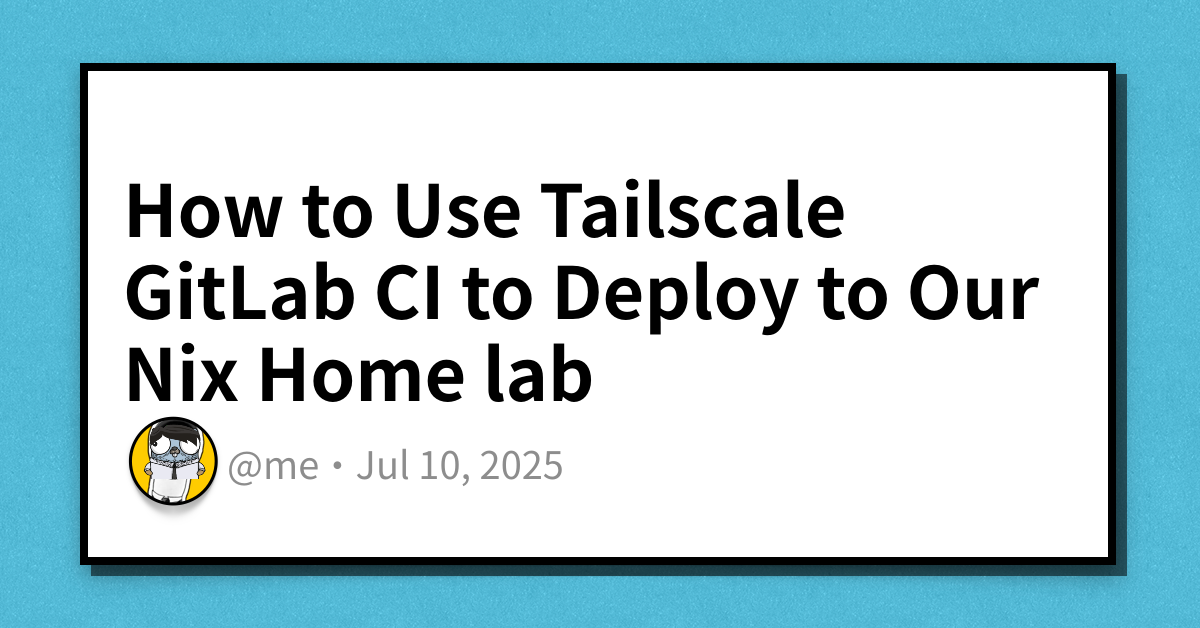 How to Use Tailscale
GitLab CI to Deploy to Our
Nix Home lab
@me • Jul 10, 2025